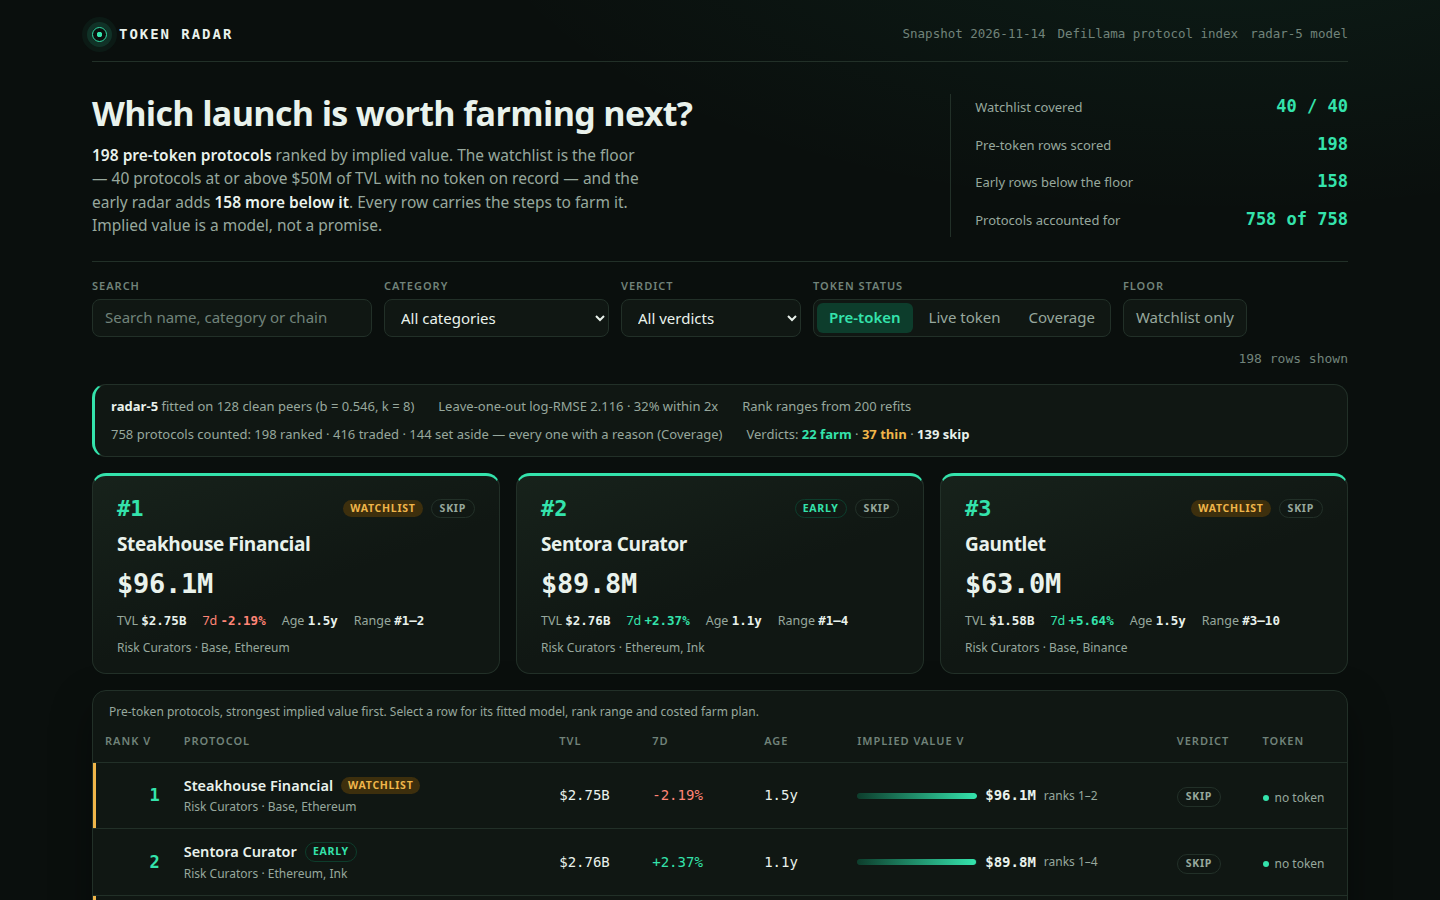 TOKEN RADAR
Snapshot 2026-11-14 DefiLlama protocol index radar-5 model
Which launch is worth farming next?
198 pre-token protocols ranked by implied value. The watchlist is the floor
— 40 protocols at or above $50M of TVL with no token on record — and the
early radar adds 158 more below it. Every row carries the steps to farm it.
Implied value is a model, not a promise.
Watchlist covered 40 / 40
Pre-token rows scored 198
Early rows below the floor 158
Protocols accounted for 758 of 758
SEARCH CATEGORY VERDICT TOKEN STATUS FLOOR
Search name, category or chain All categories All verdicts Pre-token Live token Coverage Watchlist only
198 rows shown
radar-5 fitted on 128 clean peers (b = 0.546, k = 8) Leave-one-out log-RMSE 2.116 · 32% within 2x Rank ranges from 200 refits
758 protocols counted: 198 ranked · 416 traded · 144 set aside — every one with a reason (Coverage) Verdicts: 22 farm · 37 thin · 139 skip
#1 WATCHLIST SKIP
Steakhouse Financial
$96.1M
TVL $2.75B 7d -2.19% Age 1.5y Range #1–2
Risk Curators · Base, Ethereum
#2 EARLY SKIP
Sentora Curator
$89.8M
TVL $2.76B 7d +2.37% Age 1.1y Range #1–4
Risk Curators · Ethereum, Ink
#3 WATCHLIST SKIP
Gauntlet
$63.0M
TVL $1.58B 7d +5.64% Age 1.5y Range #3–10
Risk Curators · Base, Binance
Pre-token protocols, strongest implied value first. Select a row for its fitted model, rank range and costed farm plan.
RANK V PROTOCOL TVL 7D AGE IMPLIED VALUE V VERDICT TOKEN
1 Steakhouse Financial WATCHLIST $2.75B -2.19% 1.5y $96.1M ranks 1–2 SKIP no token
Risk Curators · Base, Ethereum
2 Sentora Curator EARLY $2.76B +2.37% 1.1y $89.8M ranks 1–4 SKIP no token
Risk Curators · Ethereum, Ink